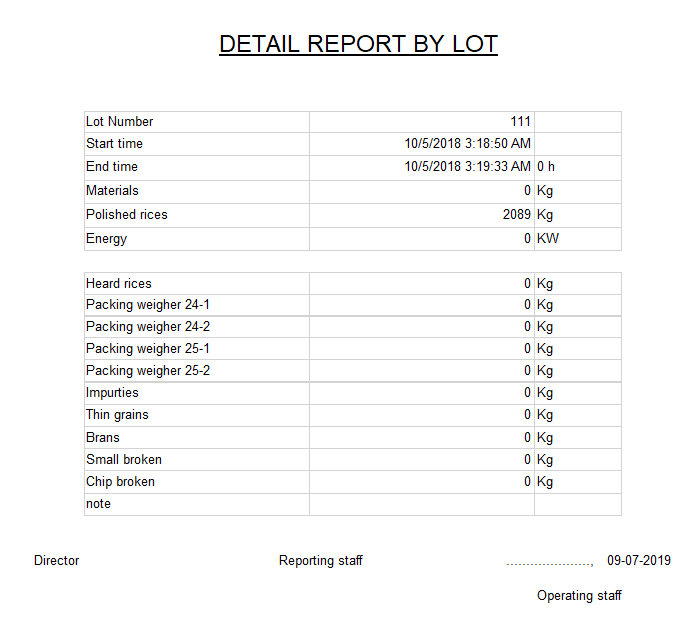 DETAIL REPORT BY LOT
Lot Number 111
Start time 10/5/2018 3:18:50 AM
End time 10/5/2018 3:19:33 AM 0 h
Materials 0 Kg
Polished rices 2089 Kg
Energy 0 KW
Heard rices 0 Kg
Packing weigher 24-1 0 Kg
Packing weigher 24-2 0 Kg
Packing weigher 25-1 0 Kg
Packing weigher 25-2 0 Kg
Impurties 0 Kg
Thin grains 0 Kg
Brans 0 Kg
Small broken 0 Kg
Chip broken 0 Kg
note
Director Reporting staff ......................, 09-07-2019
Operating staff